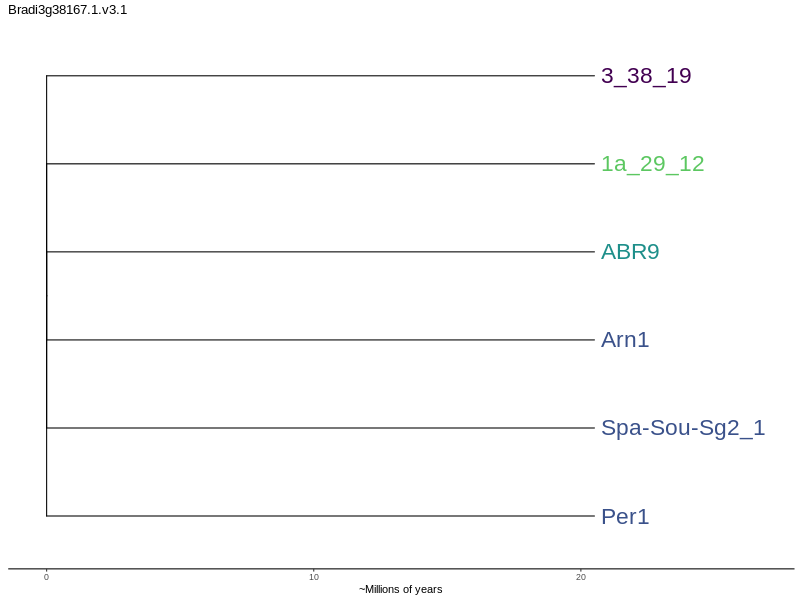 Bradi3g38167.1.v3.1
3_38_19
1a_29_12
ABR9
Arn1
Spa-Sou-Sg2_1
Per1
0 10 20
~Millions of years